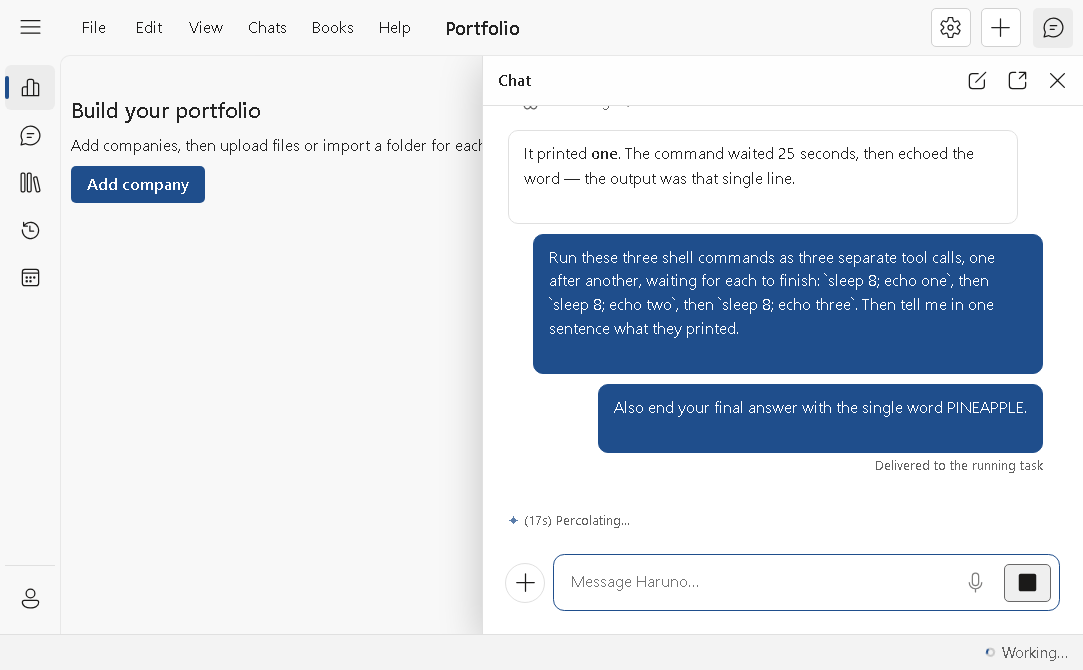 File Edit View Chats Books Help Portfolio
Build your portfolio
Add companies, then upload files or import a folder for each
Add company
Chat
It printed one. The command waited 25 seconds, then echoed the
word — the output was that single line.
Run these three shell commands as three separate tool calls, one
after another, waiting for each to finish: `sleep 8; echo one`, then
`sleep 8; echo two`, then `sleep 8; echo three`. Then tell me in one
sentence what they printed.
Also end your final answer with the single word PINEAPPLE.
Delivered to the running task
(17s) Percolating...
Message Haruno...
Working...